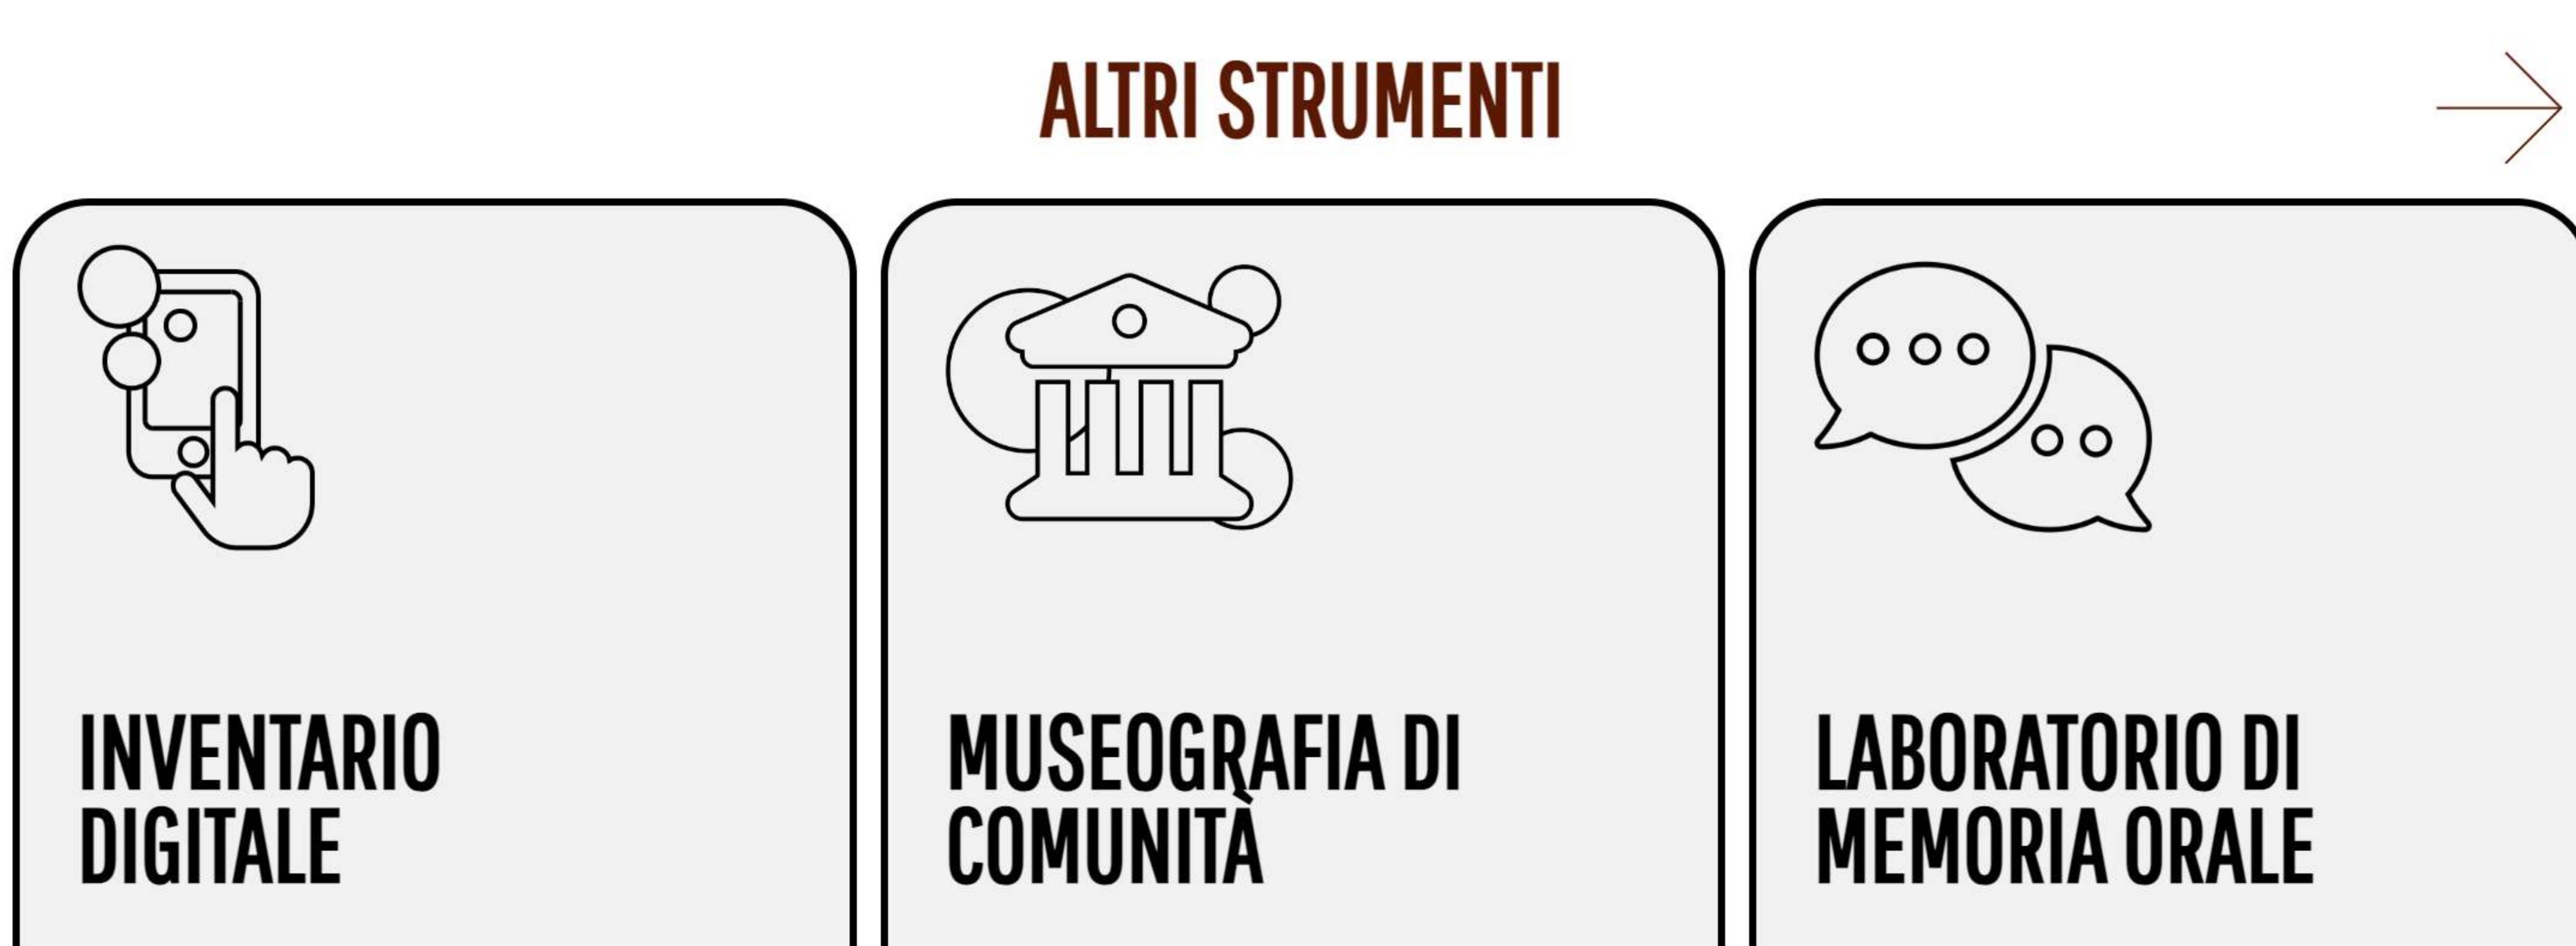 ALTRI STRUMENTI
INVENTARIO
DIGITALE
MUSEOGRAFIA DI
COMUNITÀ
LABORATORIO DI
MEMORIA ORALE